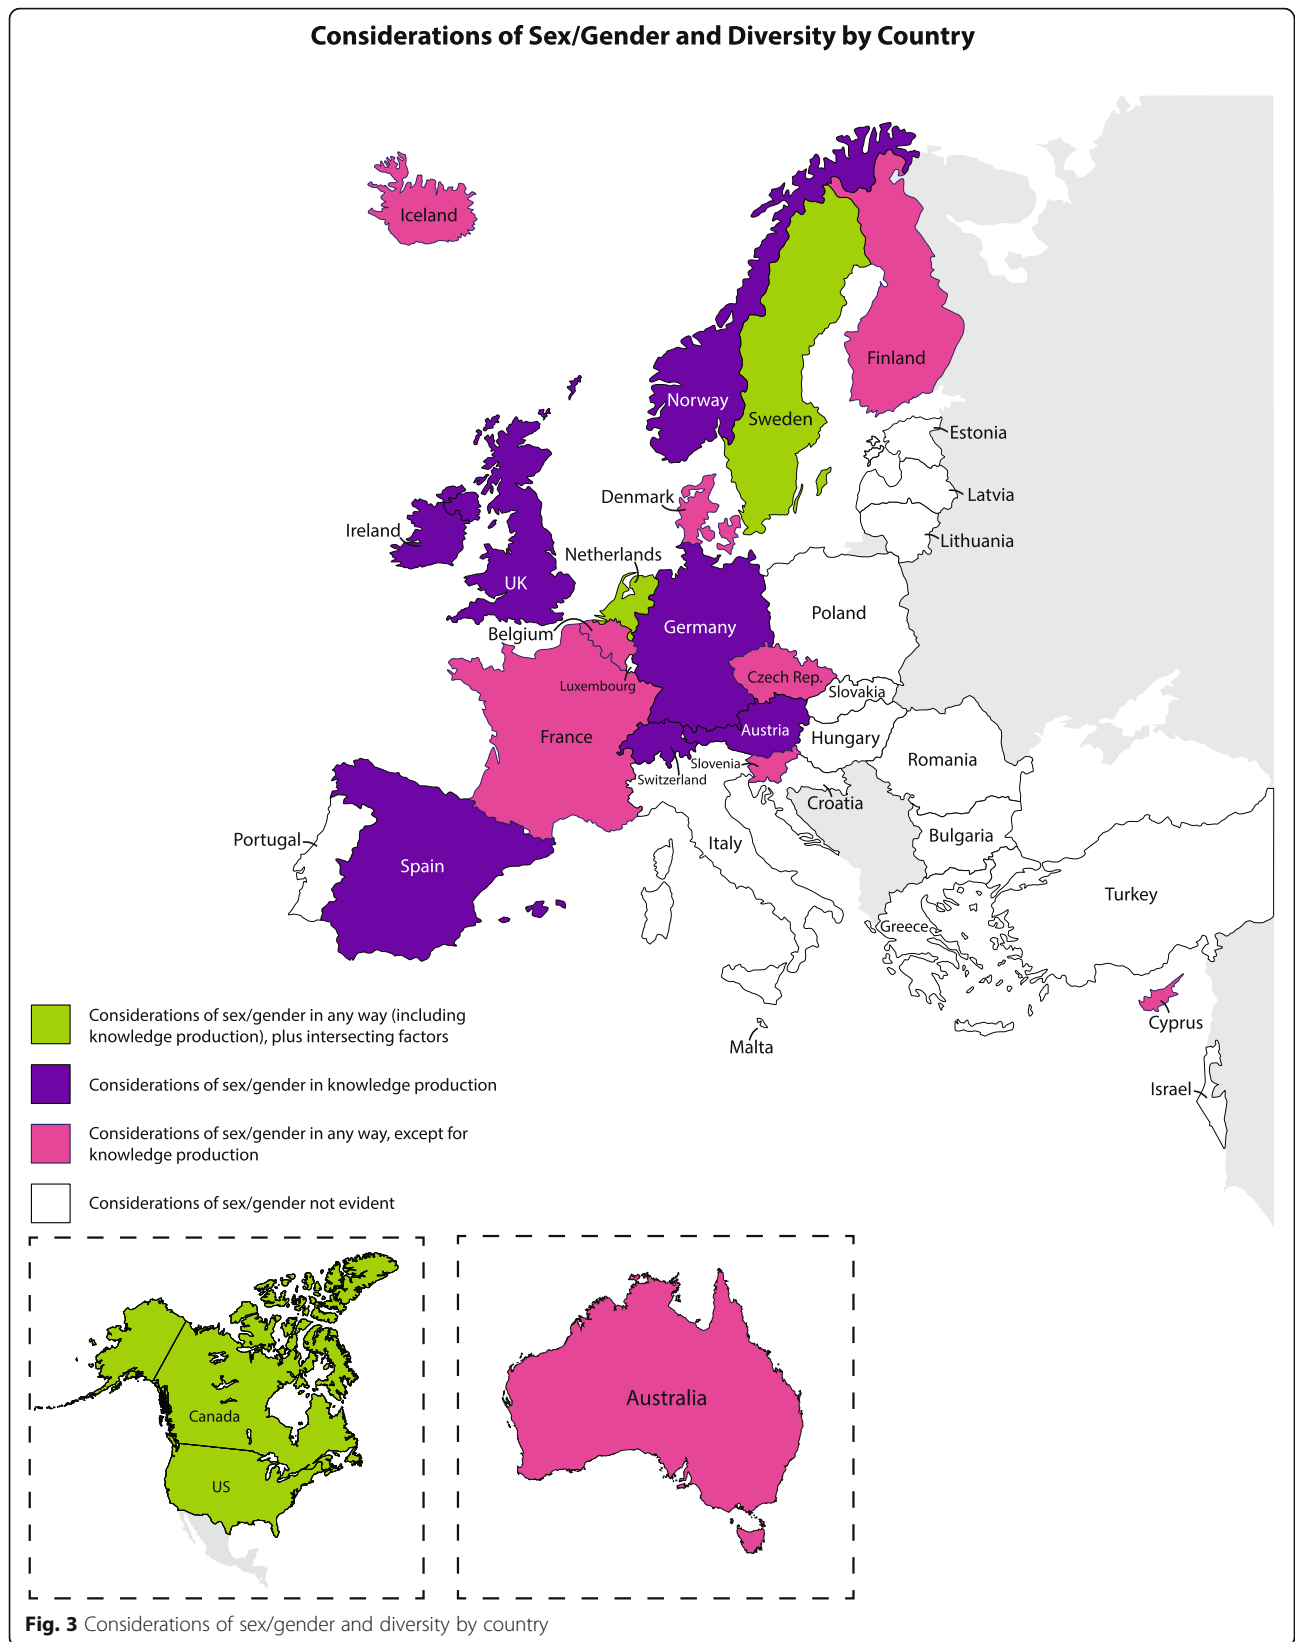 Considerations of Sex/Gender and Diversity by Country
Iceland
Finland
Norway
Sweden
Estonia
Denmark
Latvia
Ireland
Lithuania
Netherlands
UK
Poland
Belgium
Germany
Czech Rep.
Luxembourg
Slovakia
Austria
France
Hungary
Slovenia
Romania
Switzerland
Croatia
Portugal
Italy
Bulgaria
Spain
Turkey
Greece
Cyprus
Malta
Israel
Considerations of sex/gender in any way (including
knowledge production), plus intersecting factors
Considerations of sex/gender in knowledge production
Considerations of sex/gender in any way, except for
knowledge production
Considerations of sex/gender not evident
Canada
US
Australia
Fig. 3 Considerations of sex/gender and diversity by country